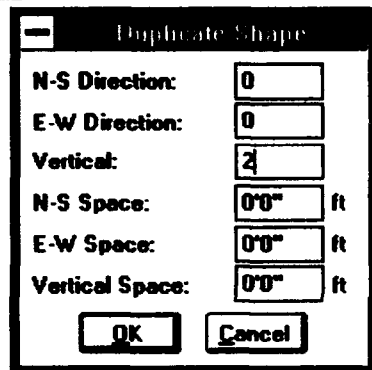 Duplicate Shape
N-S Direction: 0
E-W Direction: 0
Vertical: 2
N-S Space: 0'0" ft
E-W Space: 0'0" ft
Vertical Space: 0'0" ft
OK Cancel